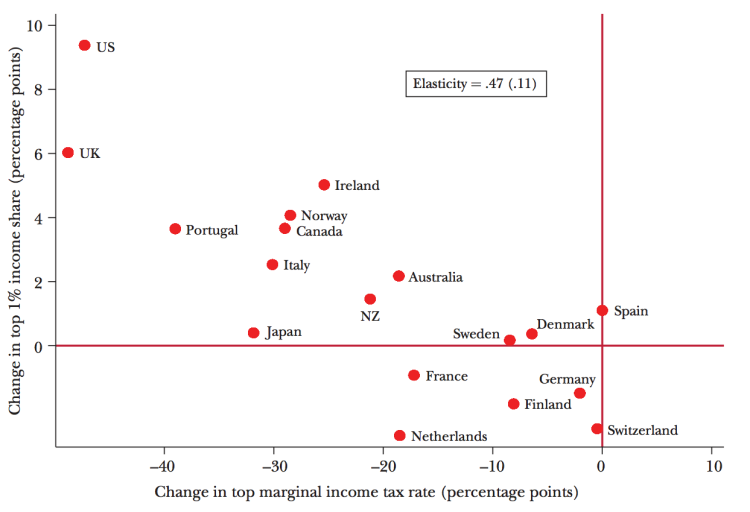 10
US
Elasticity = .47 (.11)
8
6
UK
Ireland
4
Norway
Portugal
Canada
Italy
Australia
2
NZ
Spain
Japan
Denmark
Sweden
0
France
Germany
Finland
Netherlands
Switzerland
–40
–30
–20
–10
0
10
Change in top 1% income share (percentage points)
Change in top marginal income tax rate (percentage points)